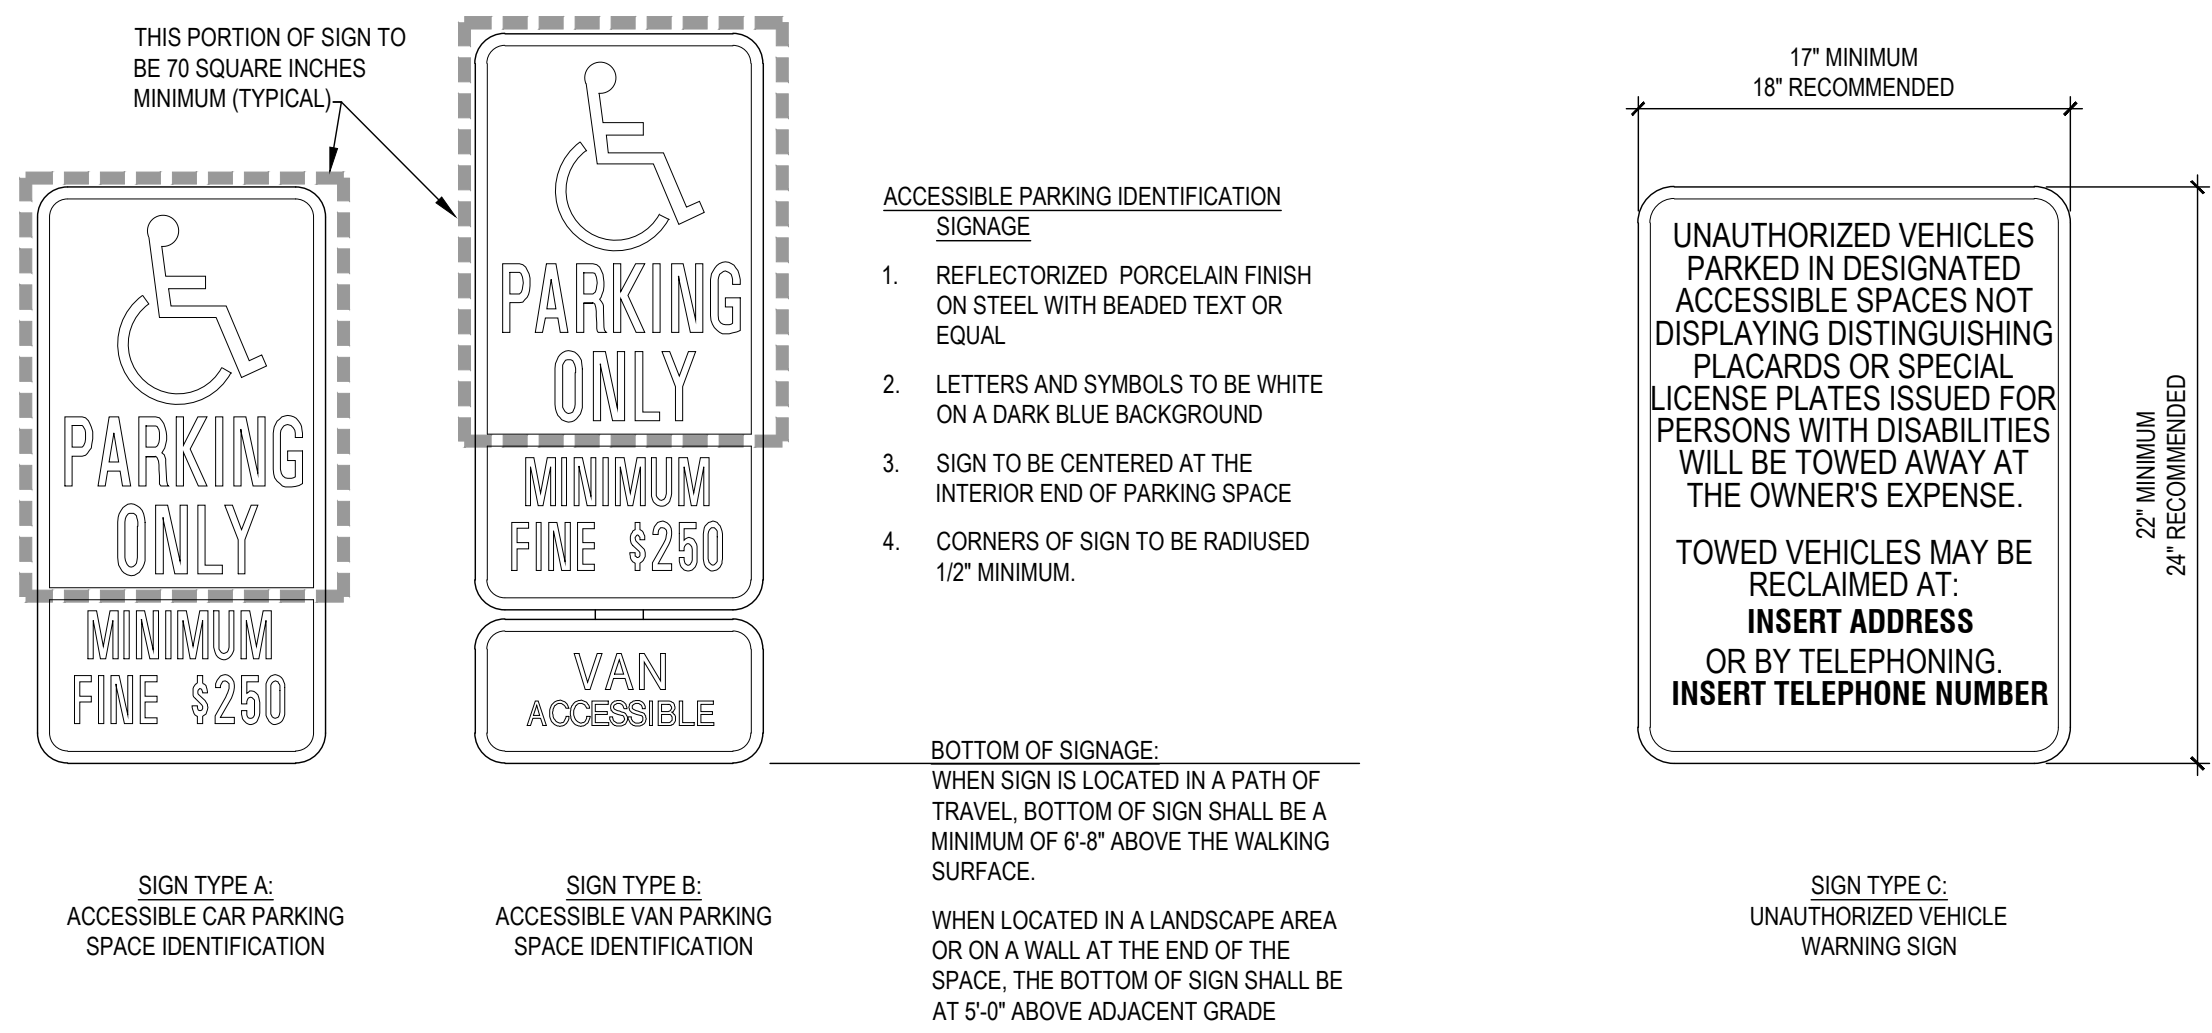 THIS PORTION OF SIGN TO
BE 70 SQUARE INCHES
MINIMUM (TYPICAL)
PARKING
ONLY
MINIMUM
FINE $250
SIGN TYPE A:
ACCESSIBLE CAR PARKING
SPACE IDENTIFICATION
PARKING
ONLY
MINIMUM
FINE $250
VAN
ACCESSIBLE
SIGN TYPE B:
ACCESSIBLE VAN PARKING
SPACE IDENTIFICATION
ACCESSIBLE PARKING IDENTIFICATION
SIGNAGE
1. REFLECTORIZED PORCELAIN FINISH
ON STEEL WITH BEADED TEXT OR
EQUAL
2. LETTERS AND SYMBOLS TO BE WHITE
ON A DARK BLUE BACKGROUND
3. SIGN TO BE CENTERED AT THE
INTERIOR END OF PARKING SPACE
4. CORNERS OF SIGN TO BE RADIUSED
1/2" MINIMUM.
BOTTOM OF SIGNAGE:
WHEN SIGN IS LOCATED IN A PATH OF
TRAVEL, BOTTOM OF SIGN SHALL BE A
MINIMUM OF 6'-8" ABOVE THE WALKING
SURFACE.
WHEN LOCATED IN A LANDSCAPE AREA
OR ON A WALL AT THE END OF THE
SPACE, THE BOTTOM OF SIGN SHALL BE
AT 5'-0" ABOVE ADJACENT GRADE
17" MINIMUM
18" RECOMMENDED
UNAUTHORIZED VEHICLES
PARKED IN DESIGNATED
ACCESSIBLE SPACES NOT
DISPLAYING DISTINGUISHING
PLACARDS OR SPECIAL
LICENSE PLATES ISSUED FOR
PERSONS WITH DISABILITIES
WILL BE TOWED AWAY AT
THE OWNER'S EXPENSE.
TOWED VEHICLES MAY BE
RECLAIMED AT:
INSERT ADDRESS
OR BY TELEPHONING.
INSERT TELEPHONE NUMBER
22" MINIMUM
24" RECOMMENDED
SIGN TYPE C:
UNAUTHORIZED VEHICLE
WARNING SIGN